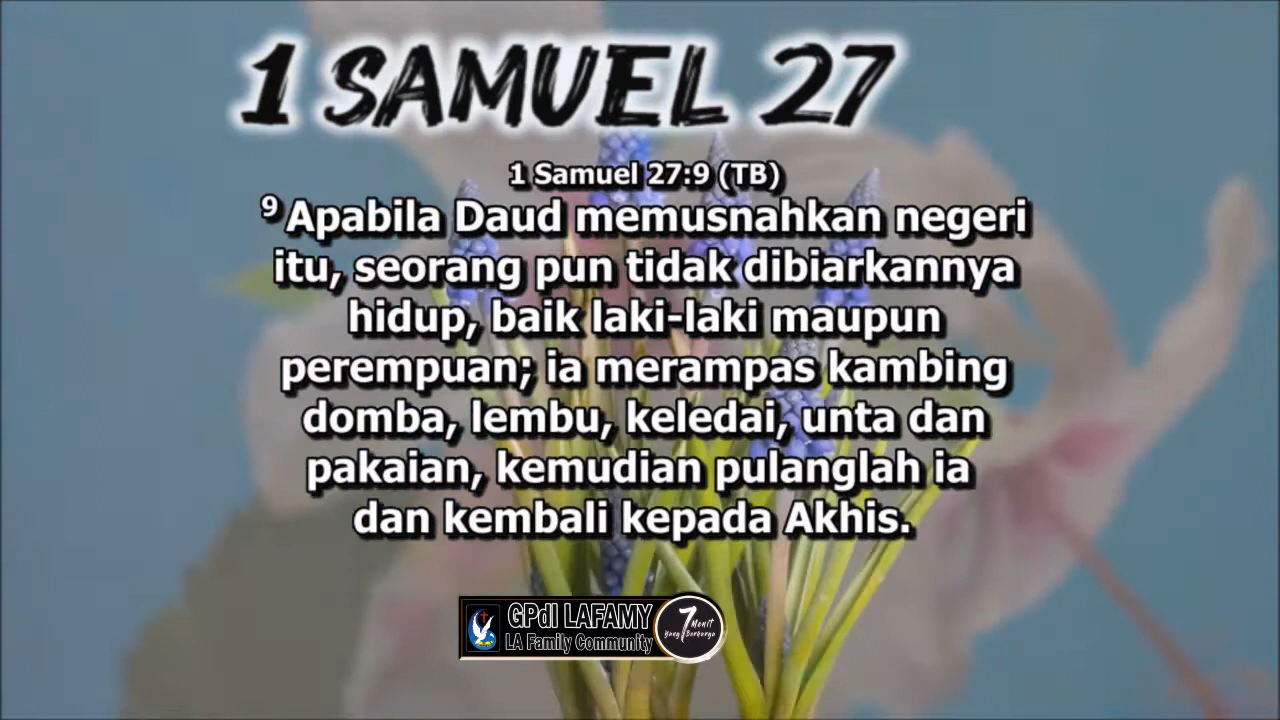 1 SAMUEL 27
1 Samuel 27:9 (TB)
9 Apabila Daud memusnahkan negeri
itu, seorang pun tidak dibiarkannya
hidup, baik laki-laki maupun
perempuan; ia merampas kambing
domba, lembu, keledai, unta dan
pakaian, kemudian pulanglah ia
dan kembali kepada Akhis.
GPdI LAFAMY
LA Family Community
7 Menit
Yang Berharga